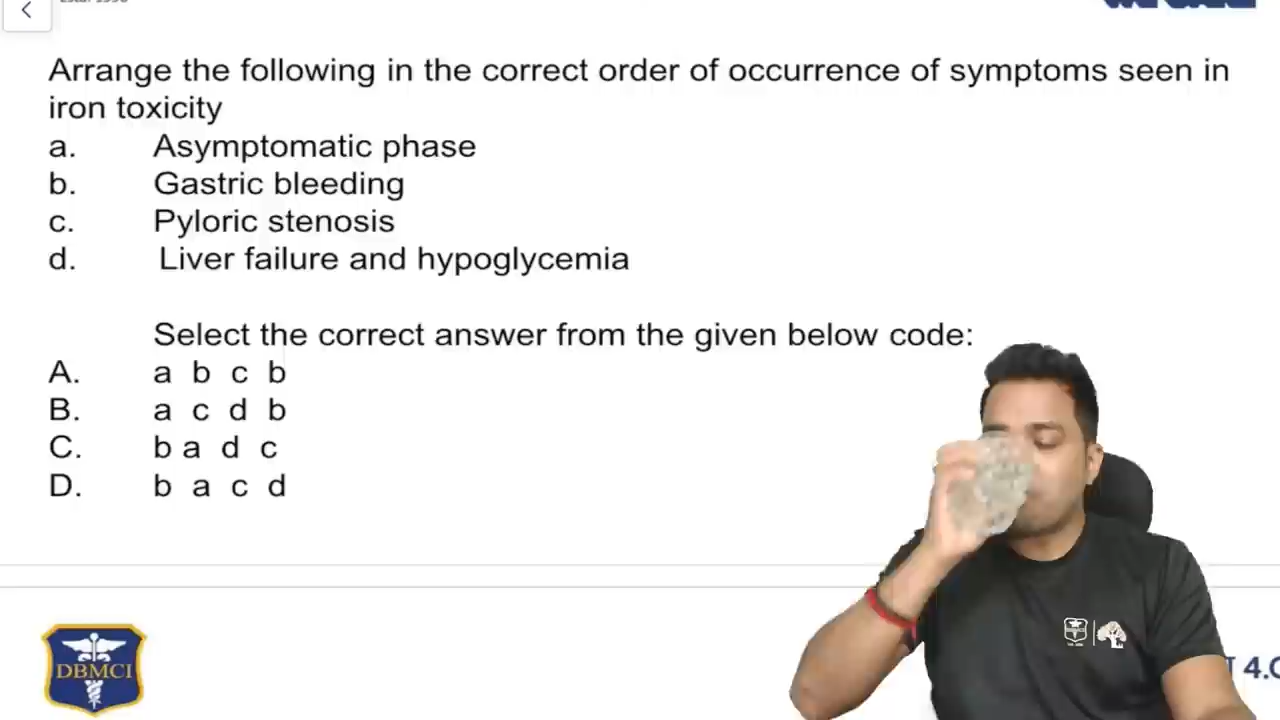 Arrange the following in the correct order of occurrence of symptoms seen in
iron toxicity
a. Asymptomatic phase
b. Gastric bleeding
c. Pyloric stenosis
d. Liver failure and hypoglycemia
Select the correct answer from the given below code:
A. a b c b
B. a c d b
C. b a d c
D. b a c d
DBMCI